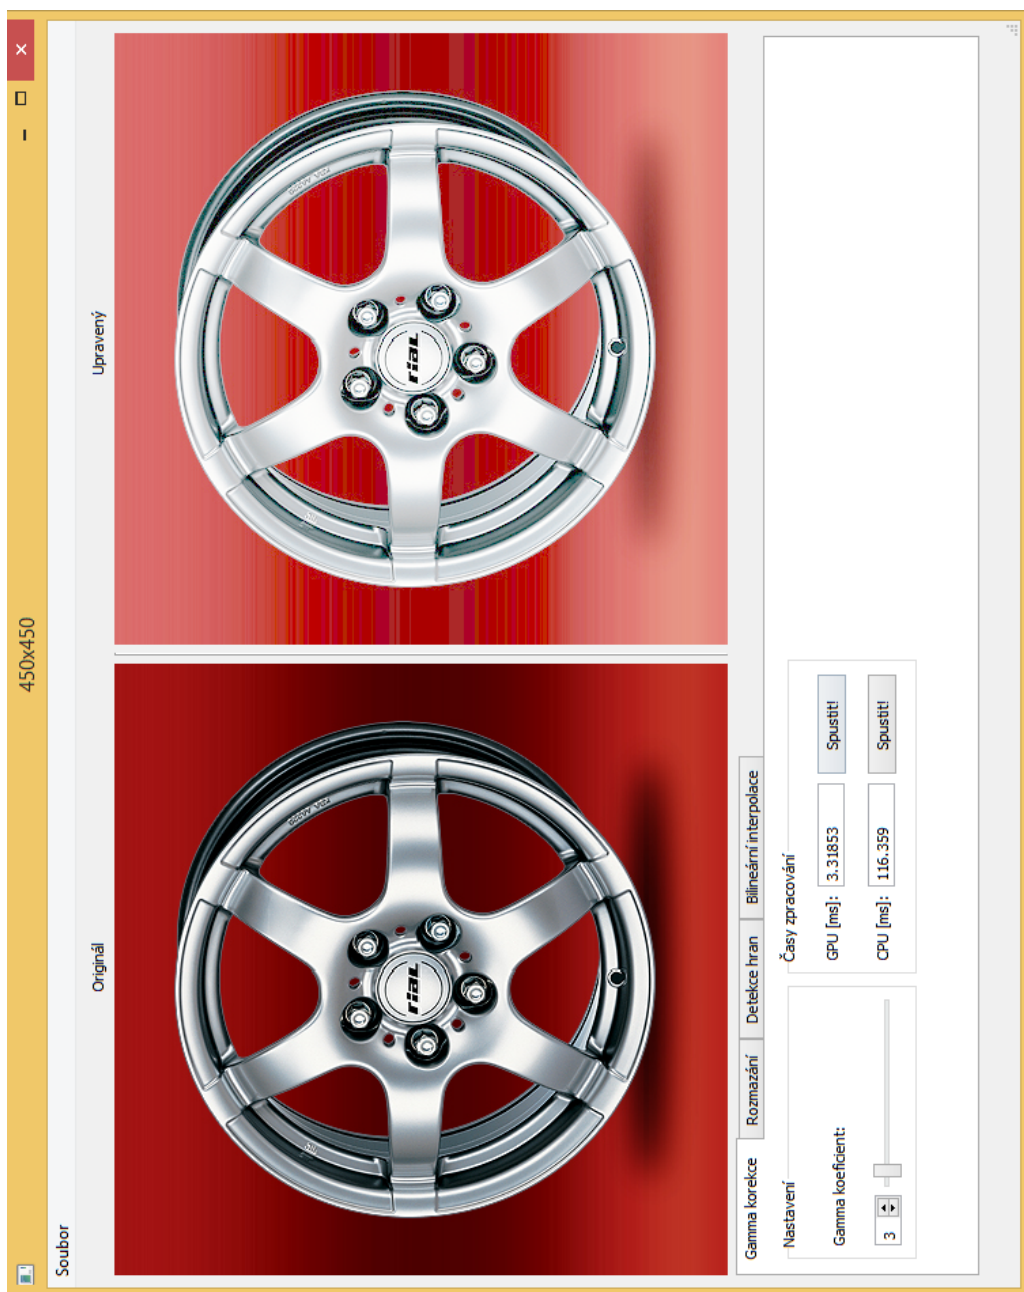 450x450
Soubor
Originál
Upravený
rial
rial
Gamma korekce
Rozmazání
Detekce hran
Bilineární interpolace
Nastavení
Gamma koeficient:
3
Časy zpracování
GPU [ms]: 3.31853 Spustit!
CPU [ms]: 116.359 Spustit!